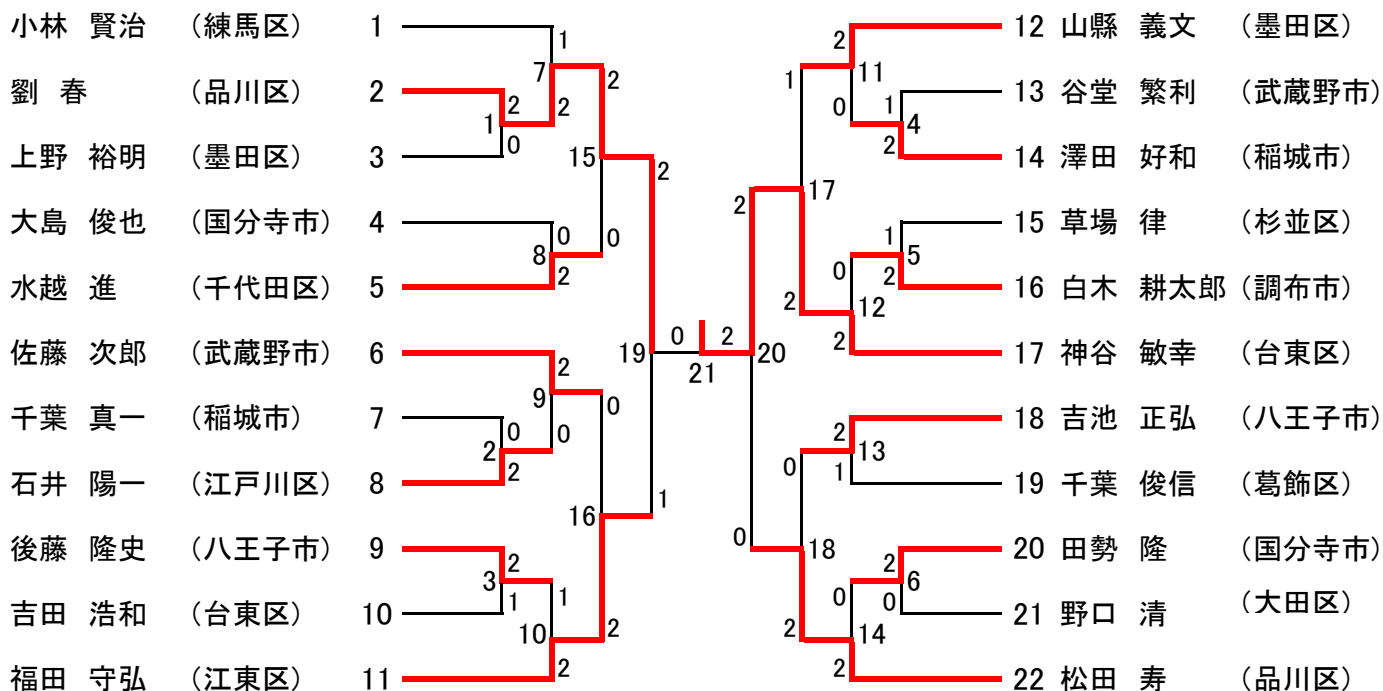 小林 賢治 (練馬区) 1
劉 春 (品川区) 2
上野 裕明 (墨田区) 3
大島 俊也 (国分寺市) 4
水越 進 (千代田区) 5
佐藤 次郎 (武蔵野市) 6
千葉 真一 (稲城市) 7
石井 陽一 (江戸川区) 8
後藤 隆史 (八王子市) 9
吉田 浩和 (台東区) 10
福田 守弘 (江東区) 11
1
7
2
2
2
1
0
15
2
0
8
0
2
2
9
0
0
0
2
2
16
1
2
3
1
1
10
2
2
19
0
21
2
20
2
1
17
2
0
0
18
2
2
11
0
1
4
2
1
5
0
2
12
2
2
13
1
2
6
0
0
14
2
12 山縣 義文 (墨田区)
13 谷堂 繁利 (武蔵野市)
14 澤田 好和 (稲城市)
15 草場 律 (杉並区)
16 白木 耕太郎 (調布市)
17 神谷 敏幸 (台東区)
18 吉池 正弘 (八王子市)
19 千葉 俊信 (葛飾区)
20 田勢 隆 (国分寺市)
21 野口 清 (大田区)
22 松田 寿 (品川区)